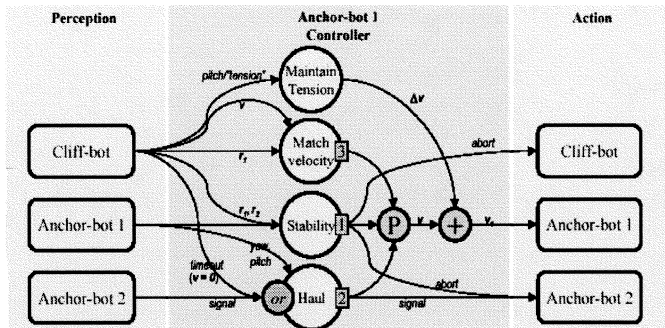 Perception
Anchor-bot 1
Controller
Action
pitch/"tension"
Maintain
Tension
Δv
v
Cliff-bot
r₁
Match
velocity
3
abort
Cliff-bot
Anchor-bot 1
r₁, r₂
Stability
1
P
v
+
v₁
Anchor-bot 1
yaw,
pitch
timeout
(v = 0)
abort
Anchor-bot 2
signal
or
Haul
2
signal
Anchor-bot 2